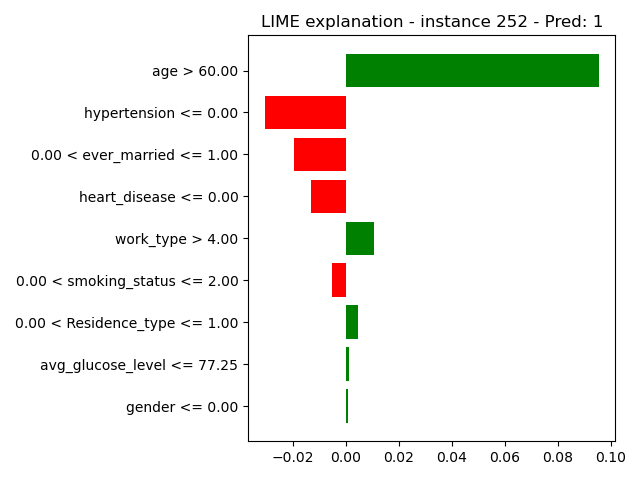 LIME explanation - instance 252 - Pred: 1
age > 60.00
hypertension <= 0.00
0.00 < ever_married <= 1.00
heart_disease <= 0.00
work_type > 4.00
0.00 < smoking_status <= 2.00
0.00 < Residence_type <= 1.00
avg_glucose_level <= 77.25
gender <= 0.00
−0.02 0.00 0.02 0.04 0.06 0.08 0.10